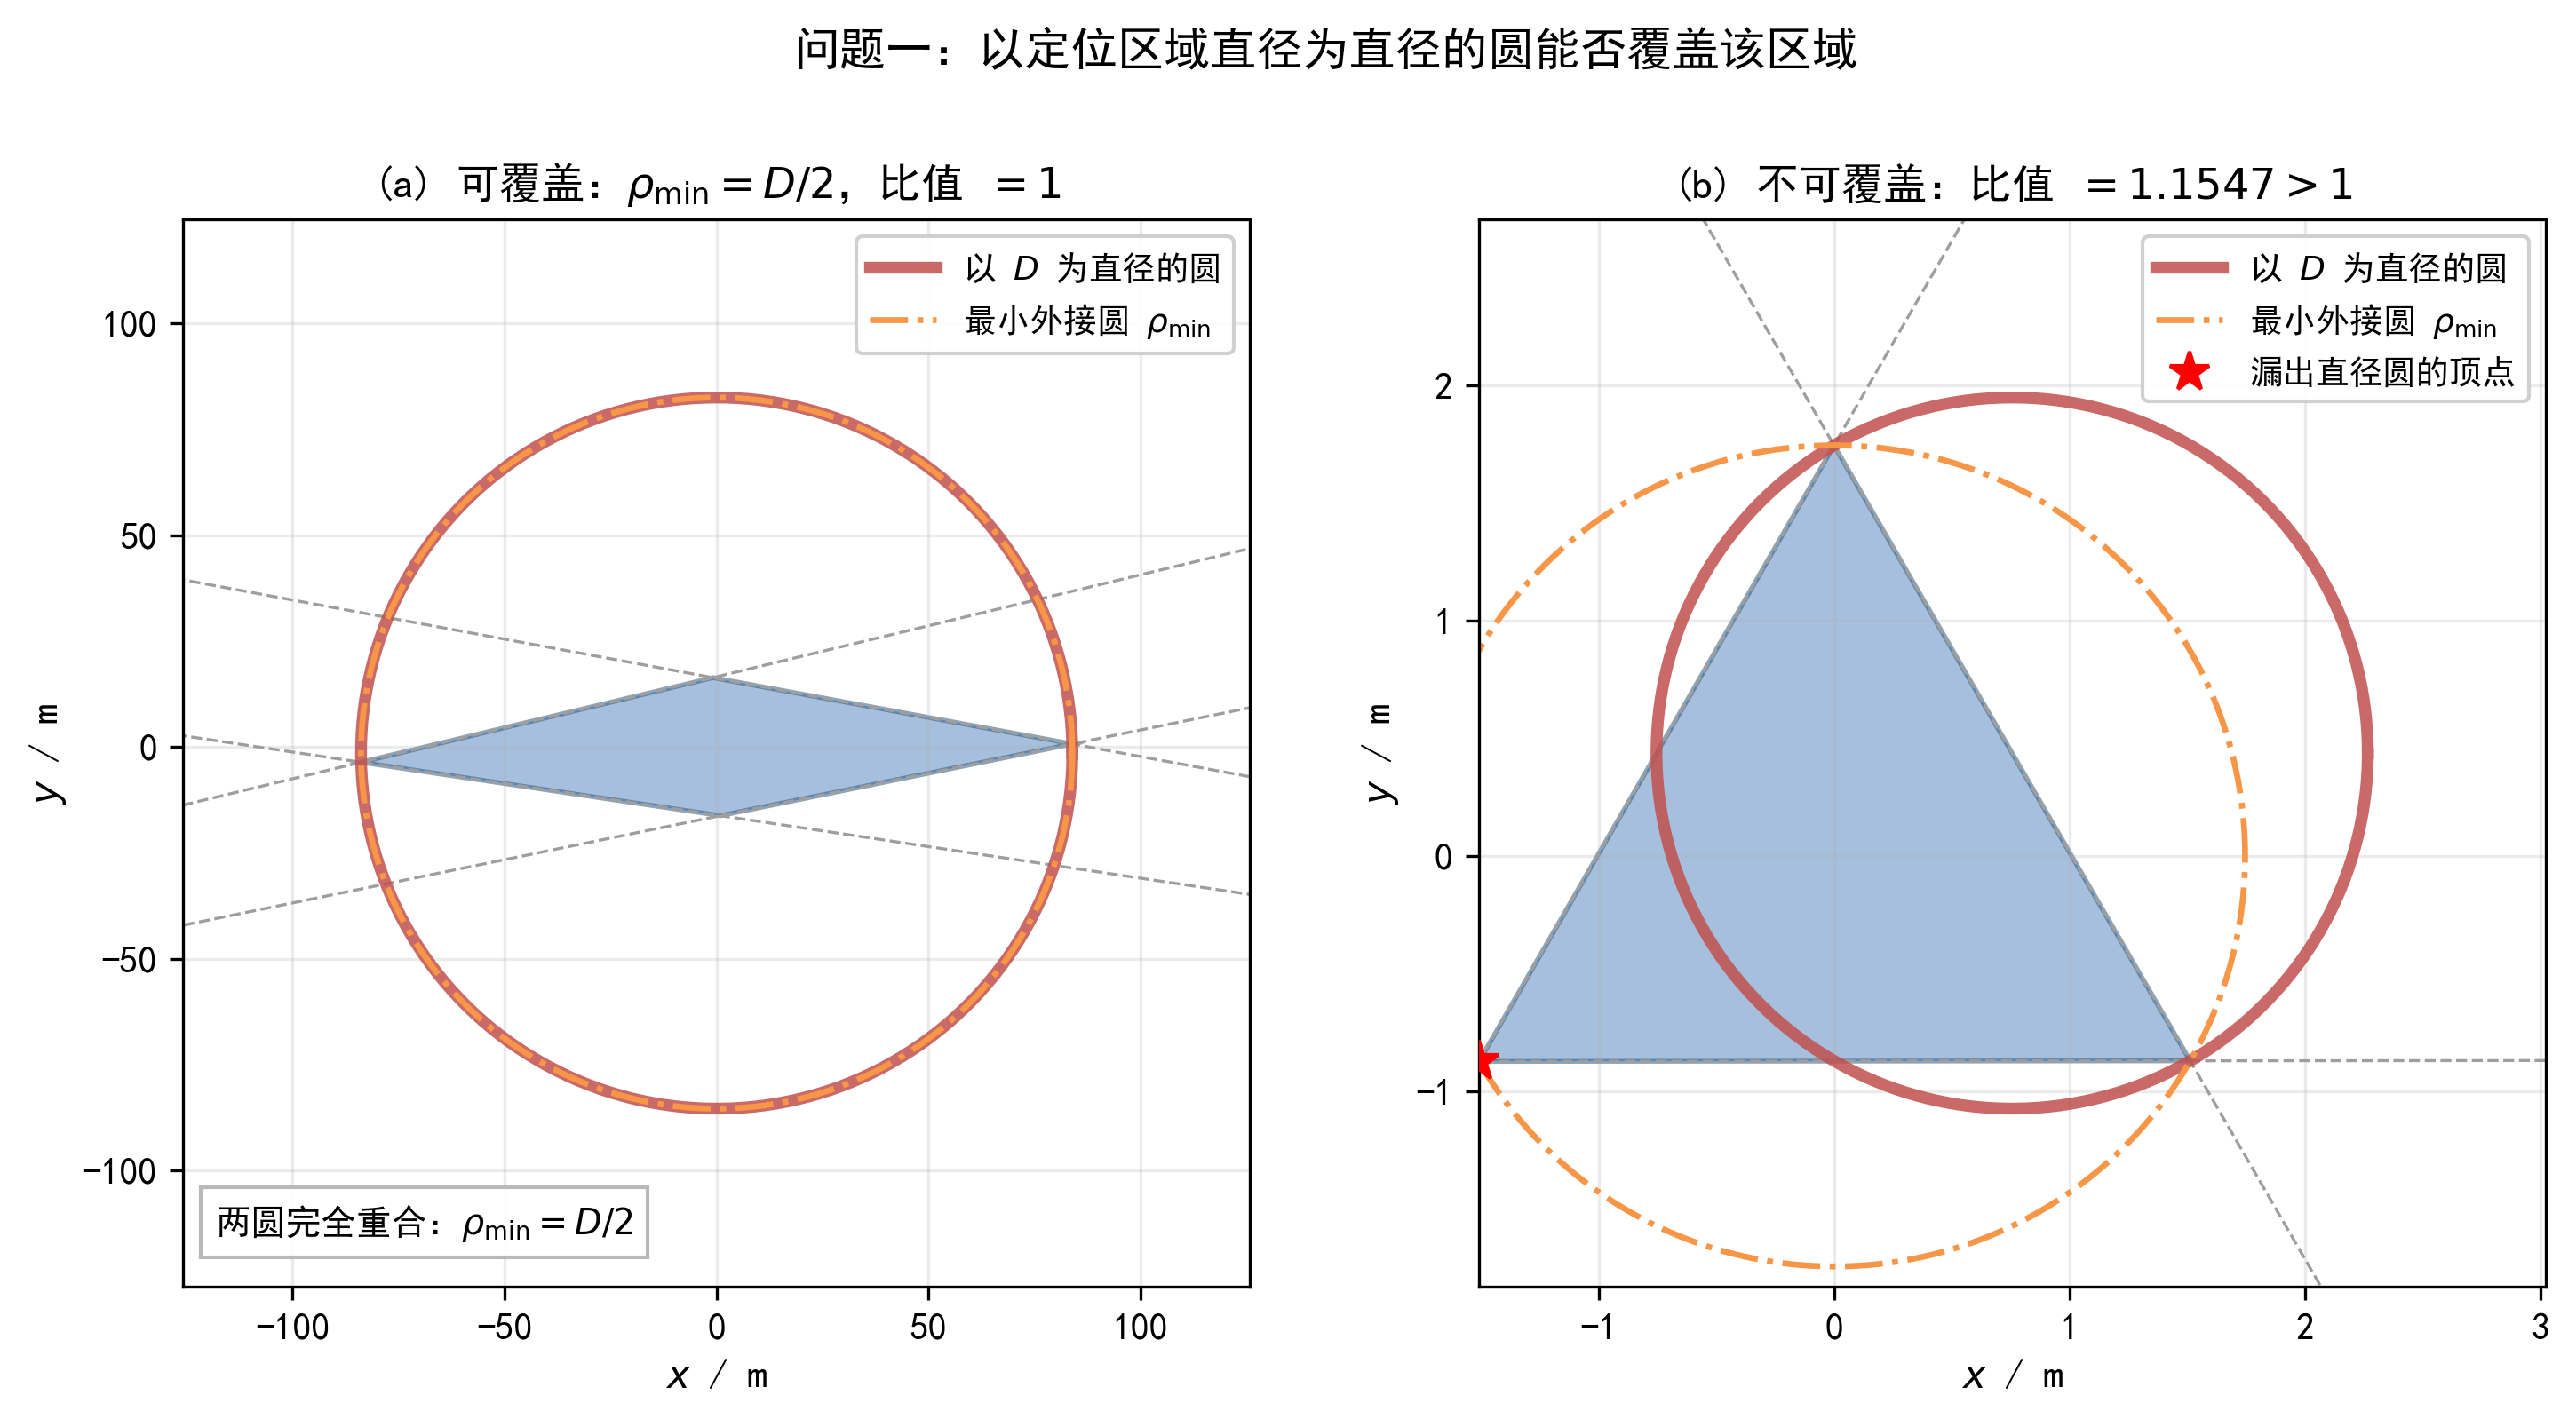 问题一：以定位区域直径为直径的圆能否覆盖该区域
(a) 可覆盖：ρmin = D/2，比值 = 1
以 D 为直径的圆
最小外接圆 ρmin
100
50
0
−50
−100
y / m
两圆完全重合：ρmin = D/2
−100 −50 0 50 100
x / m
(b) 不可覆盖：比值 = 1.1547 > 1
以 D 为直径的圆
最小外接圆 ρmin
漏出直径圆的顶点
2
1
0
−1
y / m
−1 0 1 2 3
x / m